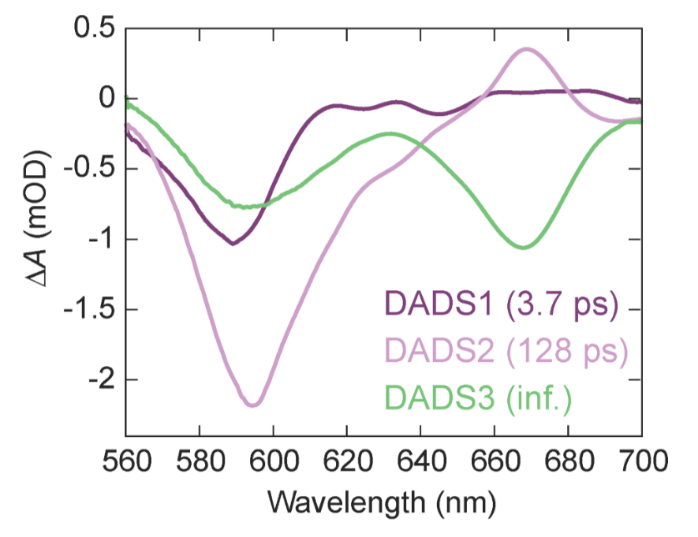 0.5
0
-0.5
-1
-1.5
-2
ΔA (mOD)
DADS1 (3.7 ps)
DADS2 (128 ps)
DADS3 (inf.)
560 580 600 620 640 660 680 700
Wavelength (nm)